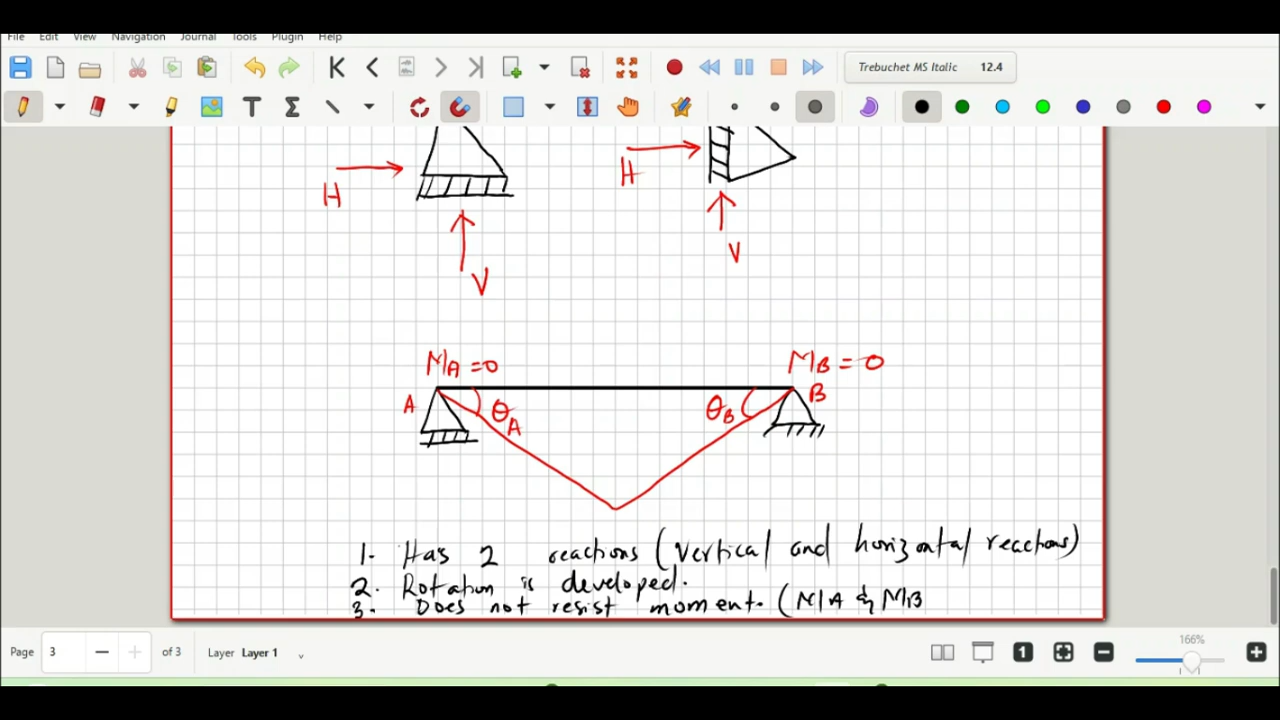 File Edit View Navigation Journal Tools Plugin Help
Trebuchet MS Italic 12.4
H
V
H
V
MA =0
MB = 0
A
θA
θB
B
1. Has 2 reactions (Vertical and horizontal reactions)
2. Rotation is developed.
3. Does not resist moment. (MA & MB
Page 3 of 3 Layer Layer 1 1 166%